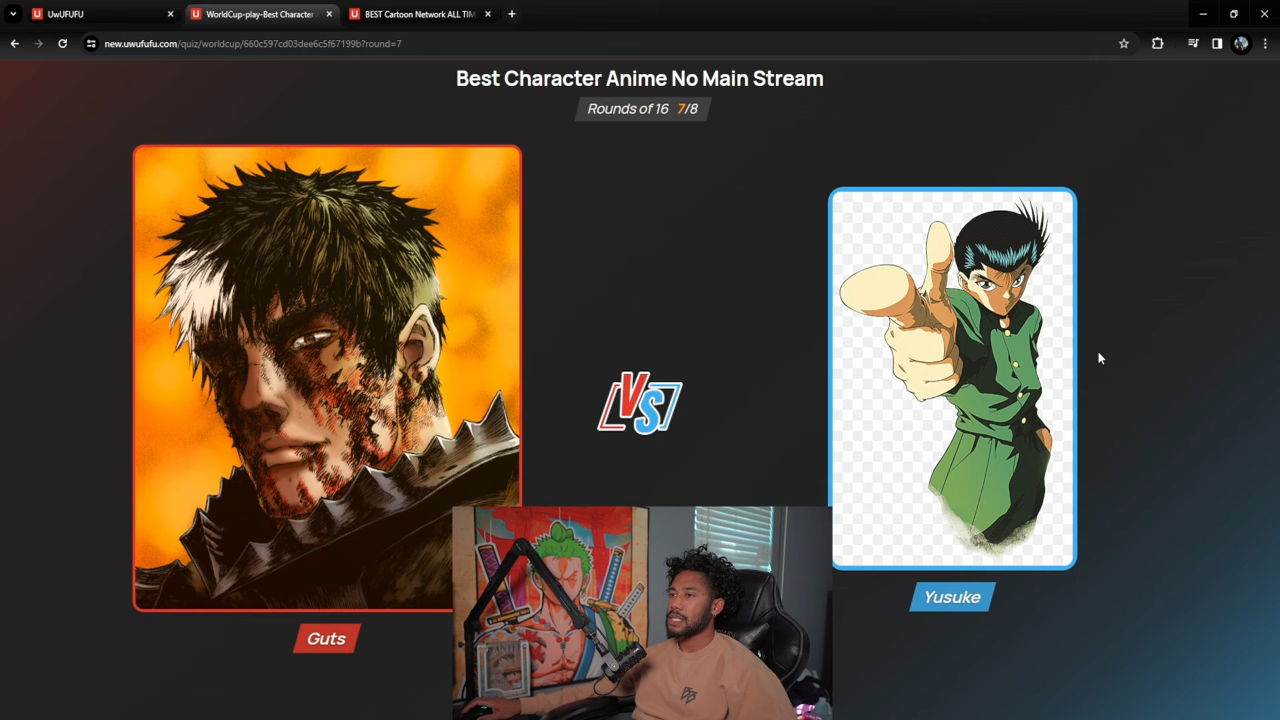 UwUFUFU
WorldCup-play-Best Character
BEST Cartoon Network ALL TIM
new.uwufufu.com/quiz/worldcup/660c597cd03dee6c5f67199b?round=7
Best Character Anime No Main Stream
Rounds of 16 7/8
VS
Yusuke
Guts